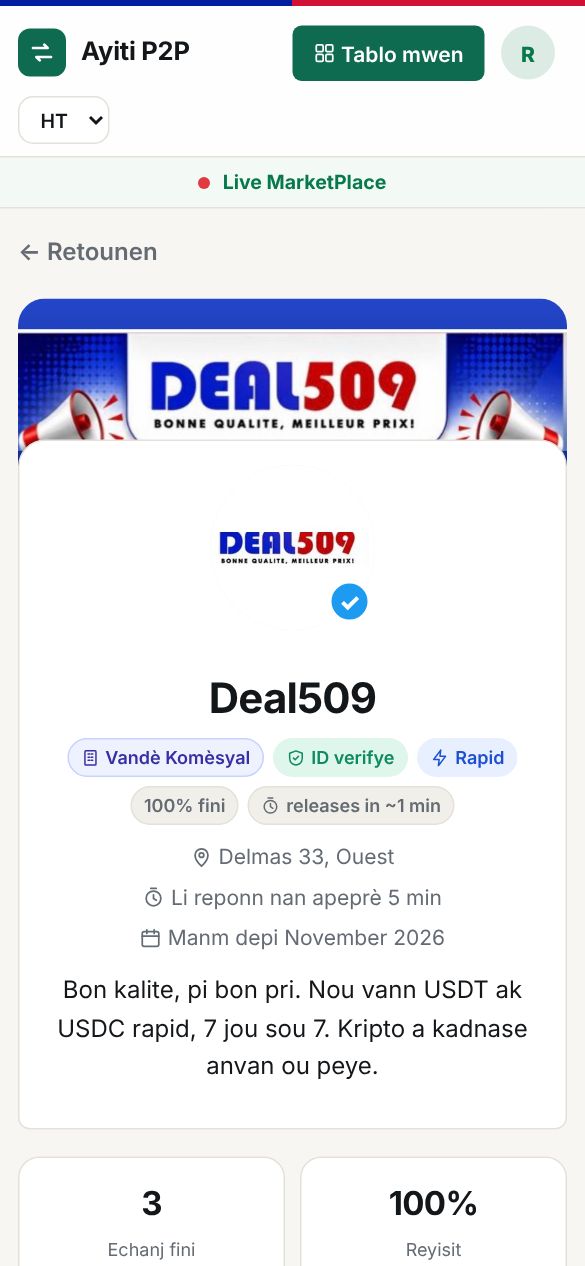 Ayiti P2P
Tablo mwen
R
HT
Live MarketPlace
← Retounen
DEAL509
BONNE QUALITE, MEILLEUR PRIX!
DEAL509
BONNE QUALITE, MEILLEUR PRIX!
Deal509
Vandè Komèsyal
ID verifye
Rapid
100% fini
releases in ~1 min
Delmas 33, Ouest
Li reponn nan apeprè 5 min
Manm depi November 2026
Bon kalite, pi bon pri. Nou vann USDT ak
USDC rapid, 7 jou sou 7. Kripto a kadnase
anvan ou peye.
3
Echanj fini
100%
Reyisit